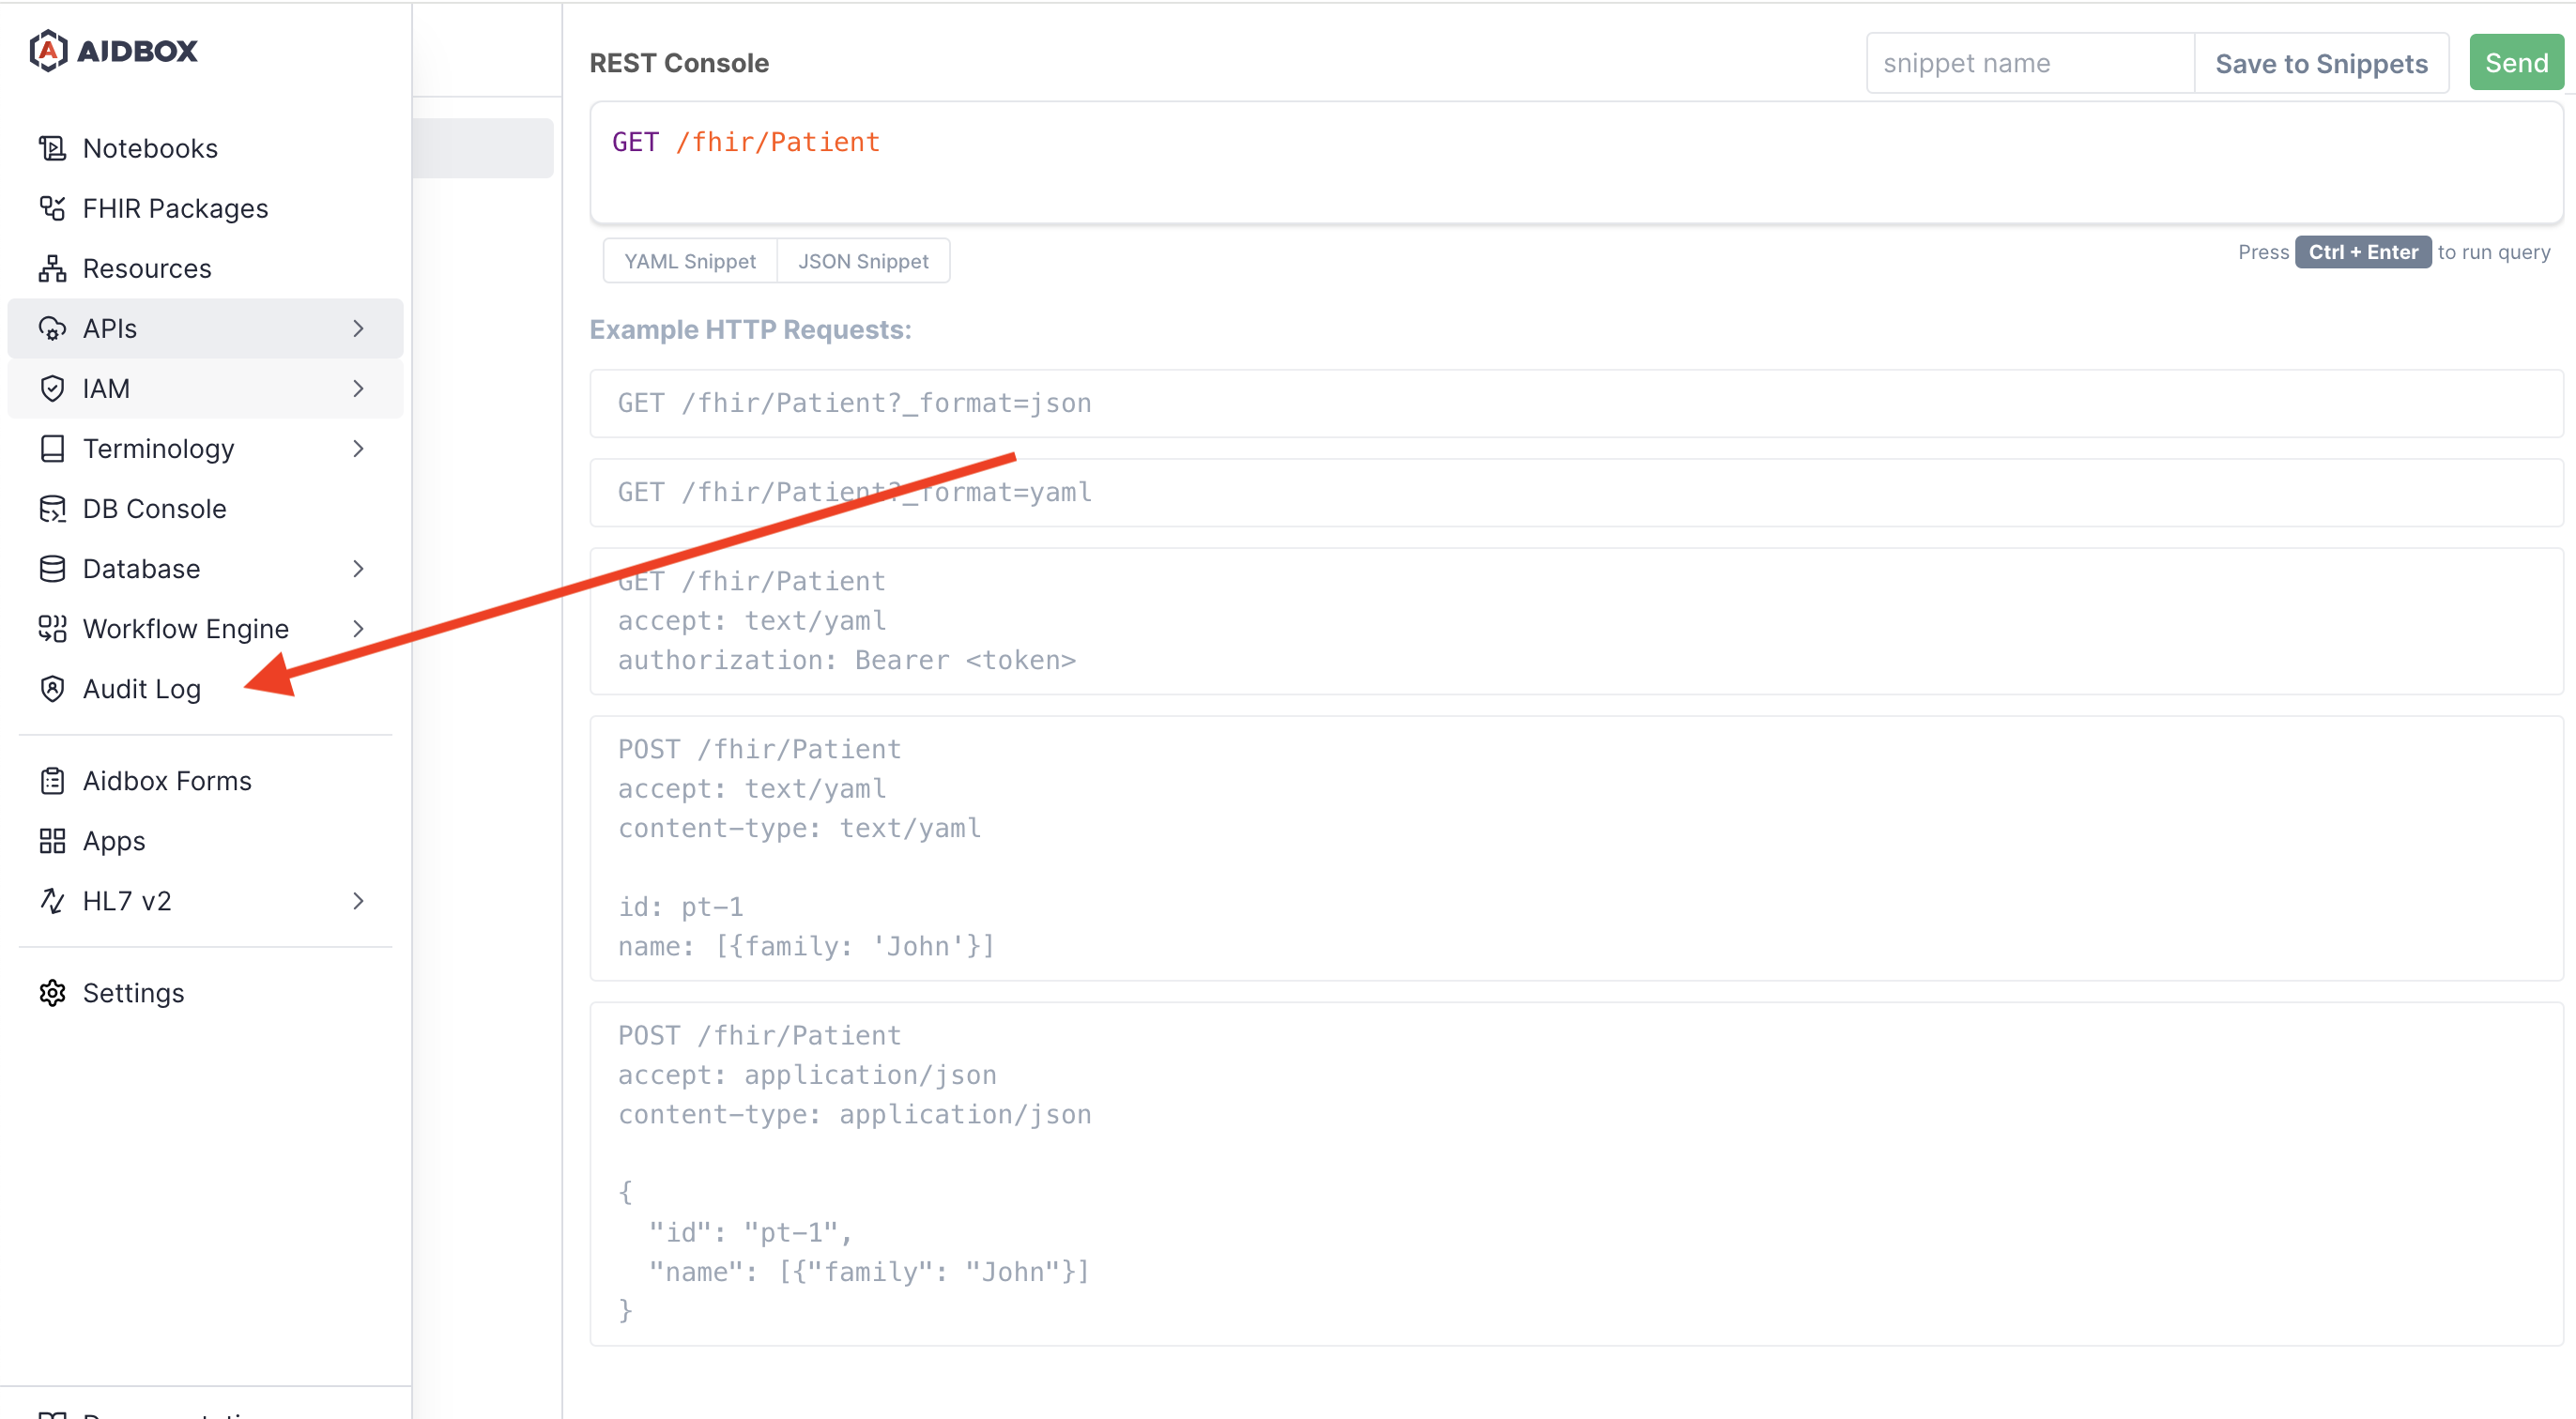 AIDBOX
Notebooks
FHIR Packages
Resources
APIs
IAM
Terminology
DB Console
Database
Workflow Engine
Audit Log
Aidbox Forms
Apps
HL7 v2
Settings
REST Console
snippet name
Save to Snippets
Send
GET /fhir/Patient
YAML Snippet
JSON Snippet
Press Ctrl + Enter to run query
Example HTTP Requests:
GET /fhir/Patient?_format=json
GET /fhir/Patient?_format=yaml
GET /fhir/Patient
accept: text/yaml
authorization: Bearer <token>
POST /fhir/Patient
accept: text/yaml
content-type: text/yaml
id: pt-1
name: [{family: 'John'}]
POST /fhir/Patient
accept: application/json
content-type: application/json
{
"id": "pt-1",
"name": [{"family": "John"}]
}